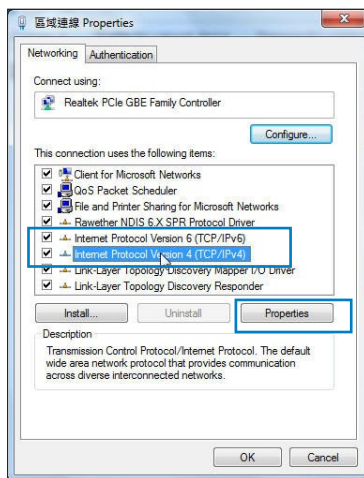 區域連線 Properties
Networking Authentication
Connect using:
Realtek PCIe GBE Family Controller
Configure...
This connection uses the following items:
Client for Microsoft Networks
QoS Packet Scheduler
File and Printer Sharing for Microsoft Networks
Rawether NDIS 6.X SPR Protocol Driver
Internet Protocol Version 6 (TCP/IPv6)
Internet Protocol Version 4 (TCP/IPv4)
Link-Layer Topology Discovery Mapper I/O Driver
Link-Layer Topology Discovery Responder
Install... Uninstall Properties
Description
Transmission Control Protocol/Internet Protocol. The default
wide area network protocol that provides communication
across diverse interconnected networks.
OK Cancel